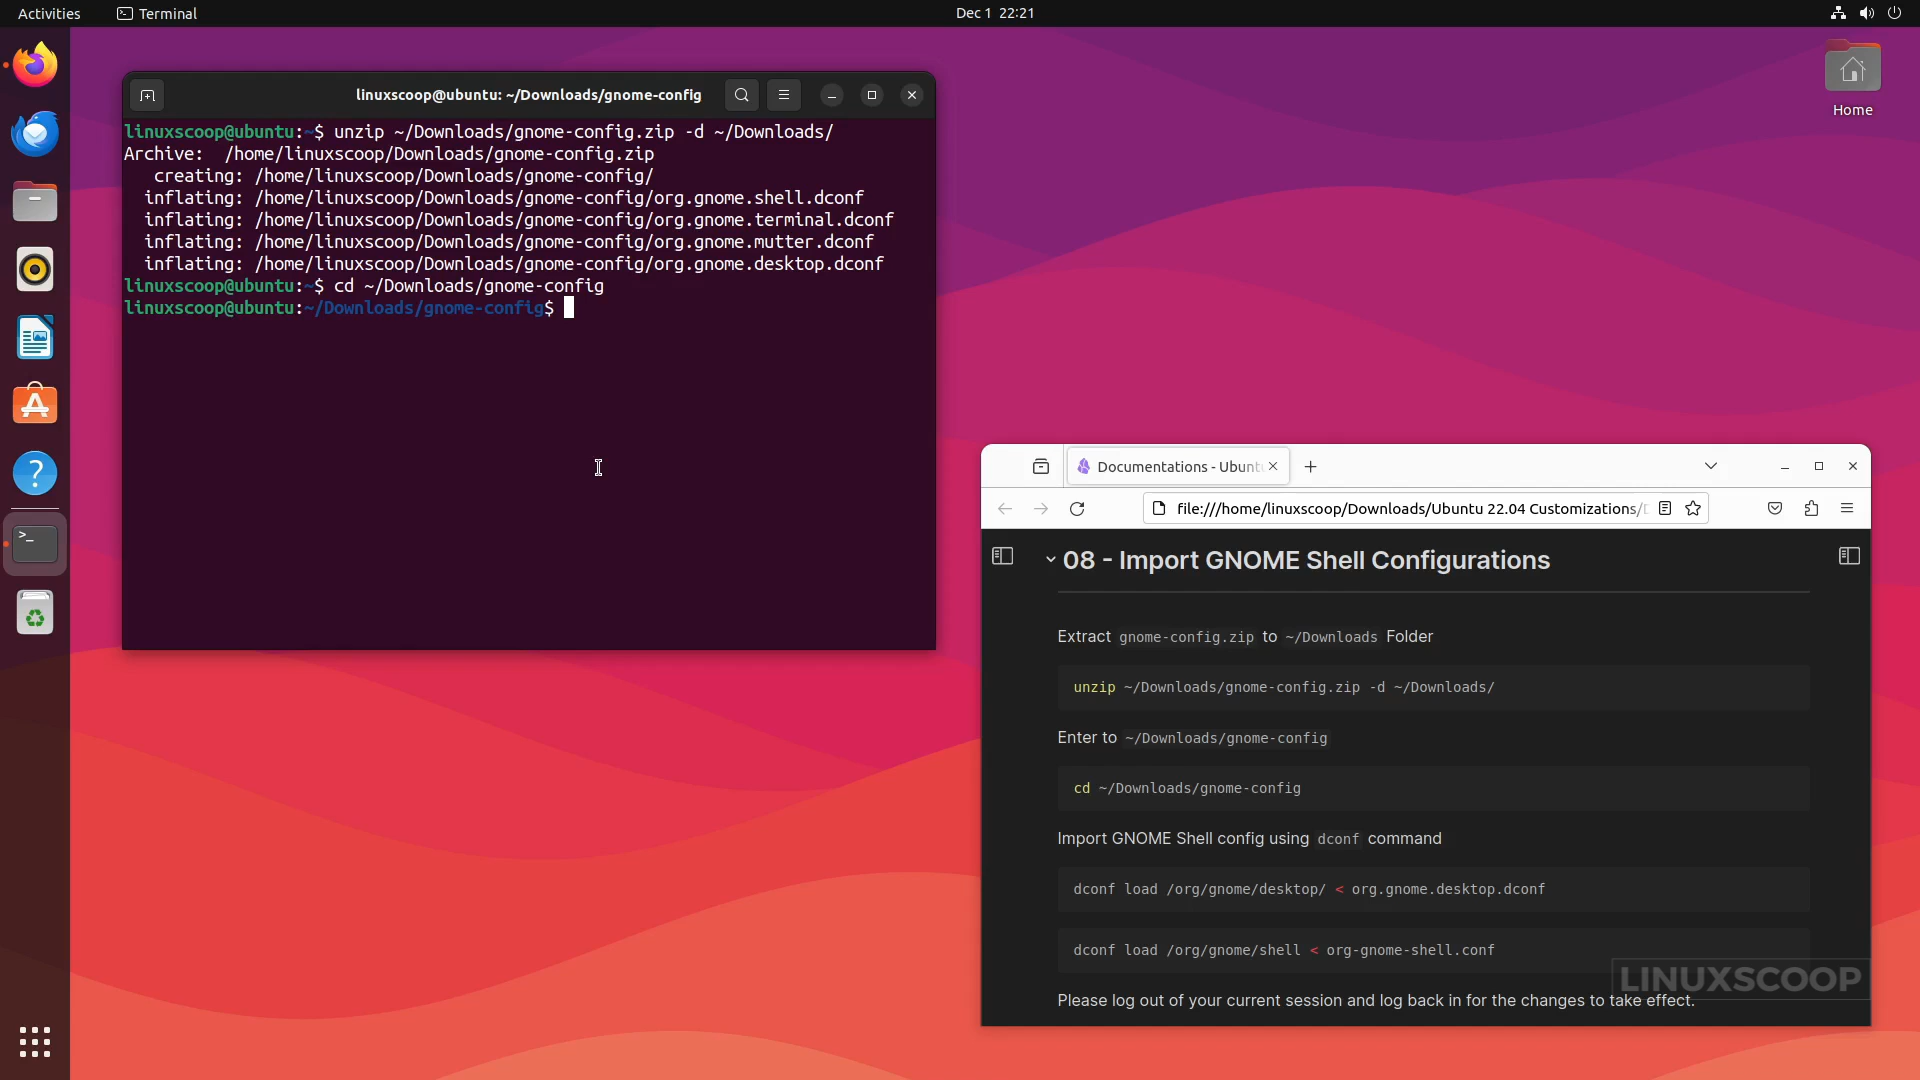 Activities
Terminal
Dec 1 22:21
Home
linuxscoop@ubuntu: ~/Downloads/gnome-config
linuxscoop@ubuntu:~$ unzip ~/Downloads/gnome-config.zip -d ~/Downloads/
Archive:  /home/linuxscoop/Downloads/gnome-config.zip
   creating: /home/linuxscoop/Downloads/gnome-config/
  inflating: /home/linuxscoop/Downloads/gnome-config/org.gnome.shell.dconf
  inflating: /home/linuxscoop/Downloads/gnome-config/org.gnome.terminal.dconf
  inflating: /home/linuxscoop/Downloads/gnome-config/org.gnome.mutter.dconf
  inflating: /home/linuxscoop/Downloads/gnome-config/org.gnome.desktop.dconf
linuxscoop@ubuntu:~$ cd ~/Downloads/gnome-config
linuxscoop@ubuntu:~/Downloads/gnome-config$
Documentations - Ubunt
file:///home/linuxscoop/Downloads/Ubuntu 22.04 Customizations/
08 - Import GNOME Shell Configurations
Extract gnome-config.zip to ~/Downloads Folder
unzip ~/Downloads/gnome-config.zip -d ~/Downloads/
Enter to ~/Downloads/gnome-config
cd ~/Downloads/gnome-config
Import GNOME Shell config using dconf command
dconf load /org/gnome/desktop/ < org.gnome.desktop.dconf
dconf load /org/gnome/shell < org-gnome-shell.conf
LINUXSCOOP
Please log out of your current session and log back in for the changes to take effect.